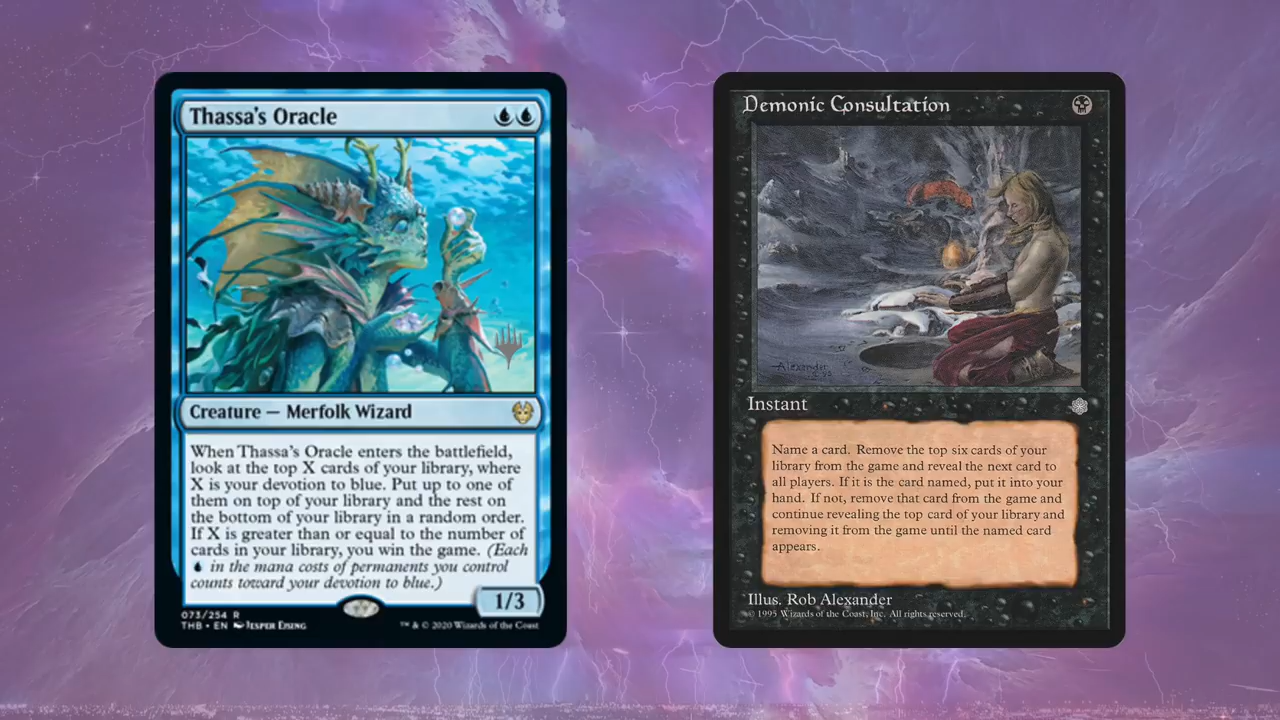 Thassa's Oracle
Creature — Merfolk Wizard
When Thassa's Oracle enters the battlefield,
look at the top X cards of your library, where
X is your devotion to blue. Put up to one of
them on top of your library and the rest on
the bottom of your library in a random order.
If X is greater than or equal to the number of
cards in your library, you win the game. (Each
in the mana costs of permanents you control
counts toward your devotion to blue.)
1/3
073/254 R
THB • EN JESPER EJSING
™ & © 2020 Wizards of the Coast
Demonic Consultation
Alexander
Instant
Name a card. Remove the top six cards of your
library from the game and reveal the next card to
all players. If it is the card named, put it into your
hand. If not, remove that card from the game and
continue revealing the top card of your library and
removing it from the game until the named card
appears.
Illus. Rob Alexander
© 1995 Wizards of the Coast, Inc. All rights reserved.